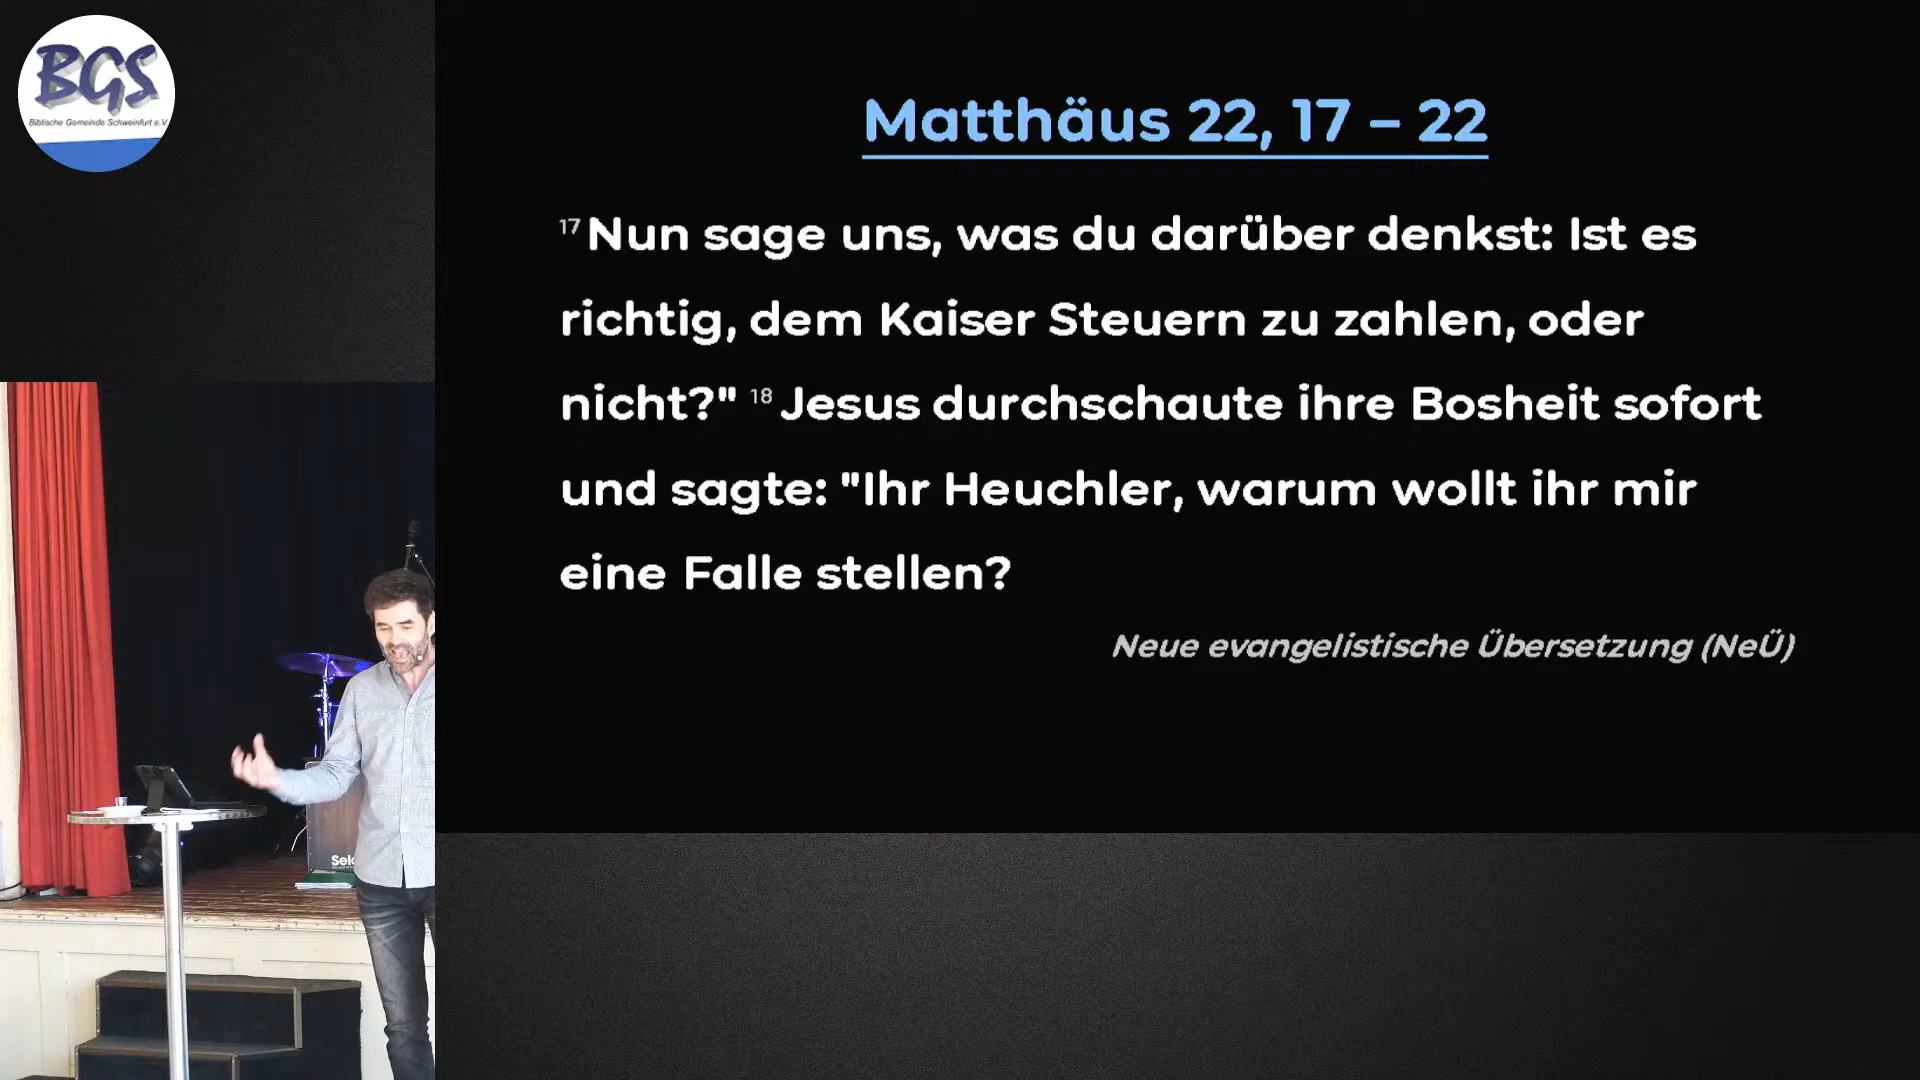 BGS
Biblische Gemeinde Schweinfurt e.V.
Matthäus 22, 17 – 22
17 Nun sage uns, was du darüber denkst: Ist es
richtig, dem Kaiser Steuern zu zahlen, oder
nicht?" 18 Jesus durchschaute ihre Bosheit sofort
und sagte: "Ihr Heuchler, warum wollt ihr mir
eine Falle stellen?
Neue evangelistische Übersetzung (NeÜ)